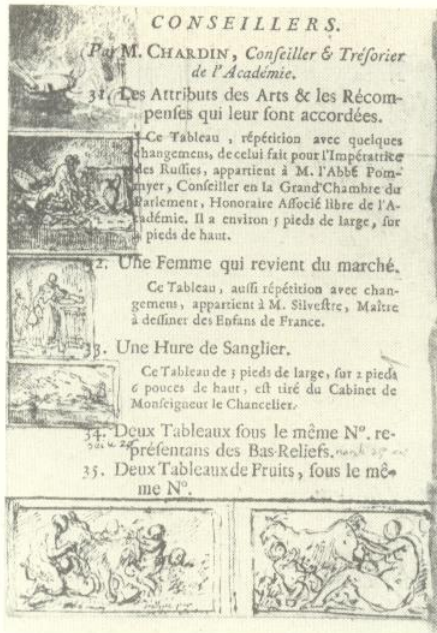 CONSEILLERS.
Par M. CHARDIN, Conſeiller & Tréſorier
de l'Académie.
31. Les Attributs des Arts & les Récom-
penſes qui leur ſont accordées.
Ce Tableau, répétition avec quelques
changemens, de celui fait pour l'Impératrice
des Ruſſies, appartient à M. l'Abbé Pom-
myer, Conſeiller en la Grand'Chambre du
Parlement, Honoraire Aſſocié libre de l'A-
cadémie. Il a environ 5 pieds de large, ſur
pieds de haut.
32. Une Femme qui revient du marché.
Ce Tableau, auſſi répétition avec chan-
gemens, appartient à M. Silveſtre, Maître
à deſſiner des Enfans de France.
33. Une Hure de Sanglier.
Ce Tableau de 3 pieds de large, ſur 2 pieds
6 pouces de haut, eſt tiré du Cabinet de
Monſeigneur le Chancelier.
34. Deux Tableaux ſous le même N°. re-
préſentans des Bas-Reliefs.
35. Deux Tableaux de Fruits, ſous le mê-
me N°.